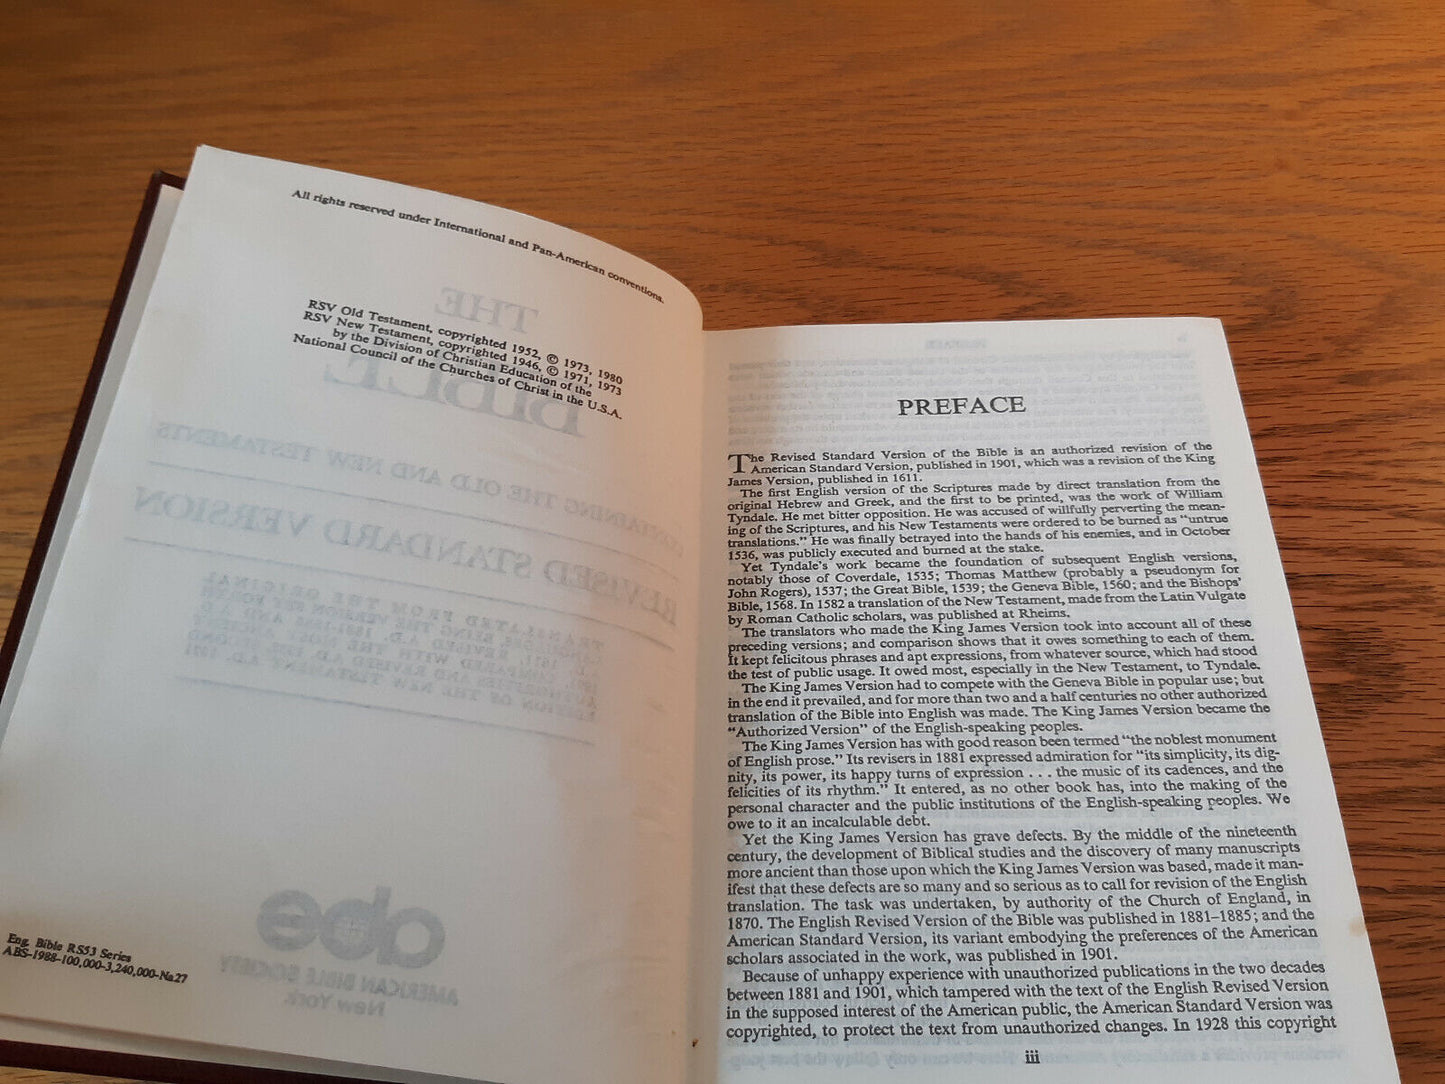 All rights reserved under International and Pan-American conventions.
RSV Old Testament, copyrighted 1952, © 1973, 1980
RSV New Testament, copyrighted 1946, © 1971, 1973
by the Division of Christian Education of the
National Council of the Churches of Christ in the U.S.A.
THE
BIBLE
CONTAINING THE OLD AND NEW TESTAMENTS
REVISED STANDARD VERSION
TRANSLATED FROM THE ORIGINAL
EDITION OF THE NEW TESTAMENT A.D. 1971
abs
AMERICAN BIBLE SOCIETY
New York
Eng. Bible RS53 Series
ABS-1988-100,000-3,240,000-No.27
PREFACE
The Revised Standard Version of the Bible is an authorized revision of the
American Standard Version, published in 1901, which was a revision of the King
James Version, published in 1611.
The first English version of the Scriptures made by direct translation from the
original Hebrew and Greek, and the first to be printed, was the work of William
Tyndale. He met bitter opposition. He was accused of willfully perverting the mean-
ing of the Scriptures, and his New Testaments were ordered to be burned as “untrue
translations.” He was finally betrayed into the hands of his enemies, and in October
1536, was publicly executed and burned at the stake.
Yet Tyndale's work became the foundation of subsequent English versions,
notably those of Coverdale, 1535; Thomas Matthew (probably a pseudonym for
John Rogers), 1537; the Great Bible, 1539; the Geneva Bible, 1560; and the Bishops'
Bible, 1568. In 1582 a translation of the New Testament, made from the Latin Vulgate
by Roman Catholic scholars, was published at Rheims.
The translators who made the King James Version took into account all of these
preceding versions; and comparison shows that it owes something to each of them.
It kept felicitous phrases and apt expressions, from whatever source, which had stood
the test of public usage. It owed most, especially in the New Testament, to Tyndale.
The King James Version had to compete with the Geneva Bible in popular use; but
in the end it prevailed, and for more than two and a half centuries no other authorized
translation of the Bible into English was made. The King James Version became the
“Authorized Version” of the English-speaking peoples.
The King James Version has with good reason been termed “the noblest monument
of English prose.” Its revisers in 1881 expressed admiration for “its simplicity, its dig-
nity, its power, its happy turns of expression . . . the music of its cadences, and the
felicities of its rhythm.” It entered, as no other book has, into the making of the
personal character and the public institutions of the English-speaking peoples. We
owe to it an incalculable debt.
Yet the King James Version has grave defects. By the middle of the nineteenth
century, the development of Biblical studies and the discovery of many manuscripts
more ancient than those upon which the King James Version was based, made it man-
ifest that these defects are so many and so serious as to call for revision of the English
translation. The task was undertaken, by authority of the Church of England, in
1870. The English Revised Version of the Bible was published in 1881–1885; and the
American Standard Version, its variant embodying the preferences of the American
scholars associated in the work, was published in 1901.
Because of unhappy experience with unauthorized publications in the two decades
between 1881 and 1901, which tampered with the text of the English Revised Version
in the supposed interest of the American public, the American Standard Version was
copyrighted, to protect the text from unauthorized changes. In 1928 this copyright
iii